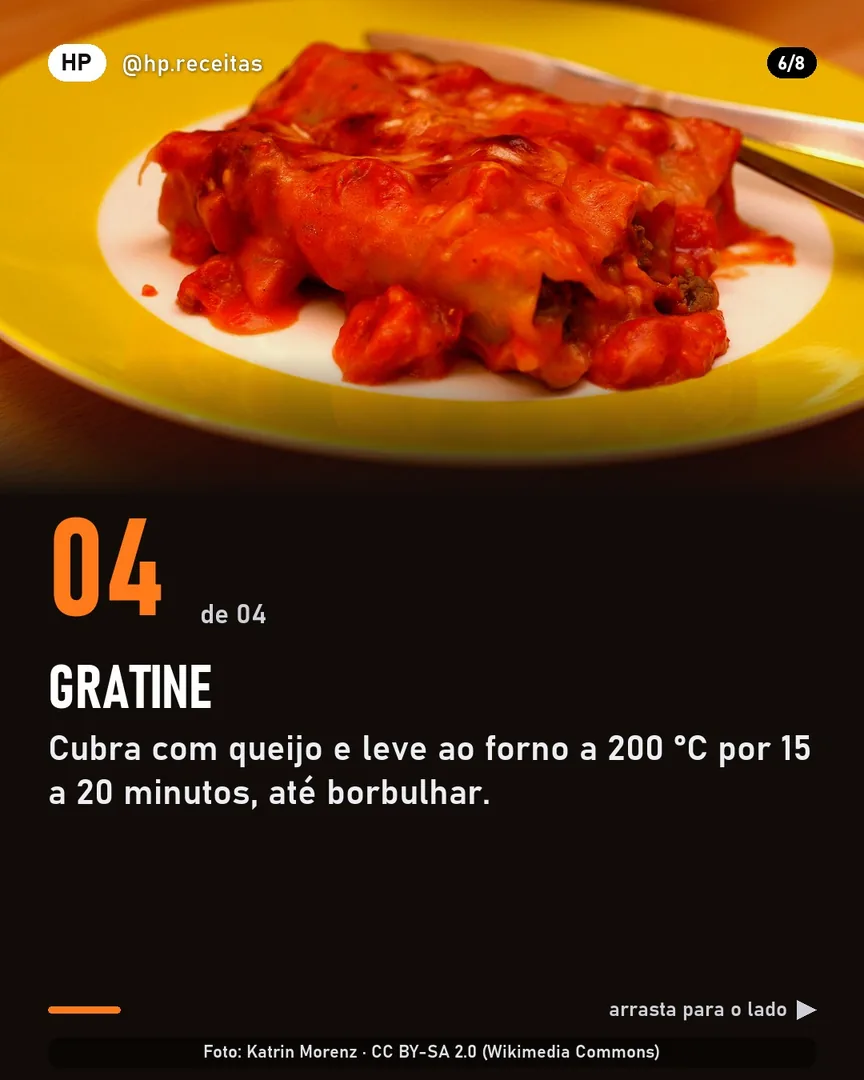 HP @hp.receitas 6/8
04 de 04
GRATINE
Cubra com queijo e leve ao forno a 200 °C por 15
a 20 minutos, até borbulhar.
arrasta para o lado ▶
Foto: Katrin Morenz · CC BY-SA 2.0 (Wikimedia Commons)